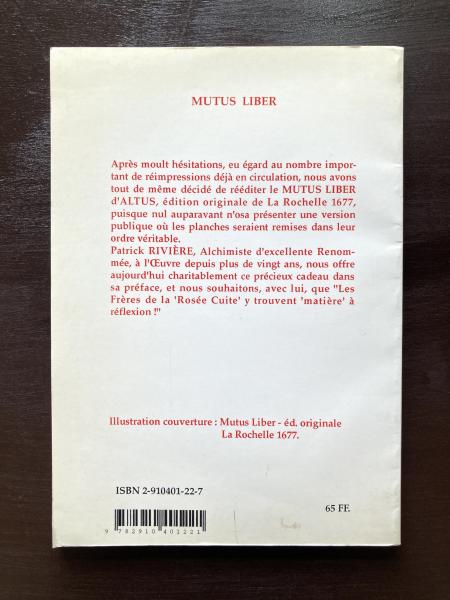 MUTUS LIBER
Après moult hésitations, eu égard au nombre impor-
tant de réimpressions déjà en circulation, nous avons
tout de même décidé de rééditer le MUTUS LIBER
d'ALTUS, édition originale de La Rochelle 1677,
puisque nul auparavant n'osa présenter une version
publique où les planches seraient remises dans leur
ordre véritable.
Patrick RIVIÈRE, Alchimiste d'excellente Renom-
mée, à l'Œuvre depuis plus de vingt ans, nous offre
aujourd'hui charitablement ce précieux cadeau dans
sa préface, et nous souhaitons, avec lui, que "Les
Frères de la 'Rosée Cuite' y trouvent 'matière' à
réflexion !"
Illustration couverture : Mutus Liber - éd. originale
La Rochelle 1677.
ISBN 2-910401-22-7
65 FF.
9 782910 401221